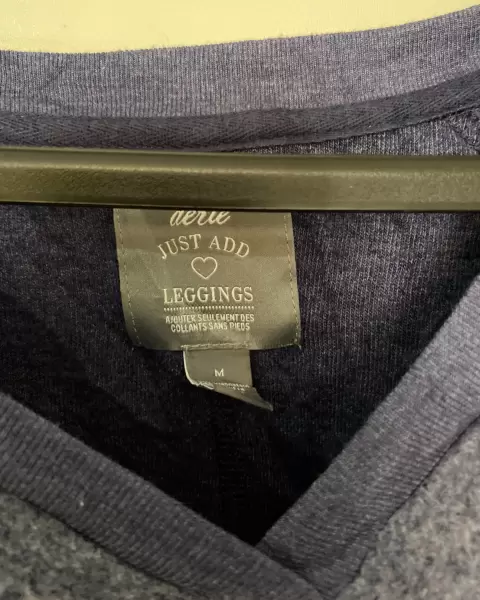 aerie
JUST ADD
LEGGINGS
AJOUTER SEULEMENT DES
COLLANTS SANS PIEDS
M